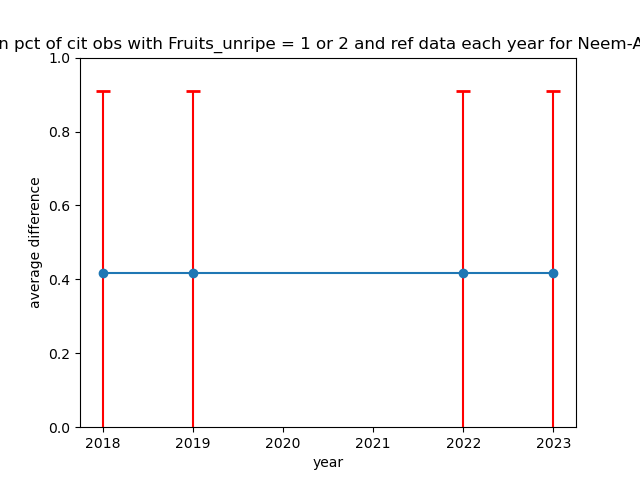 n pct of cit obs with Fruits_unripe = 1 or 2 and ref data each year for Neem-A
1.0
0.8
0.6
0.4
0.2
0.0
average difference
2018 2019 2020 2021 2022 2023
year